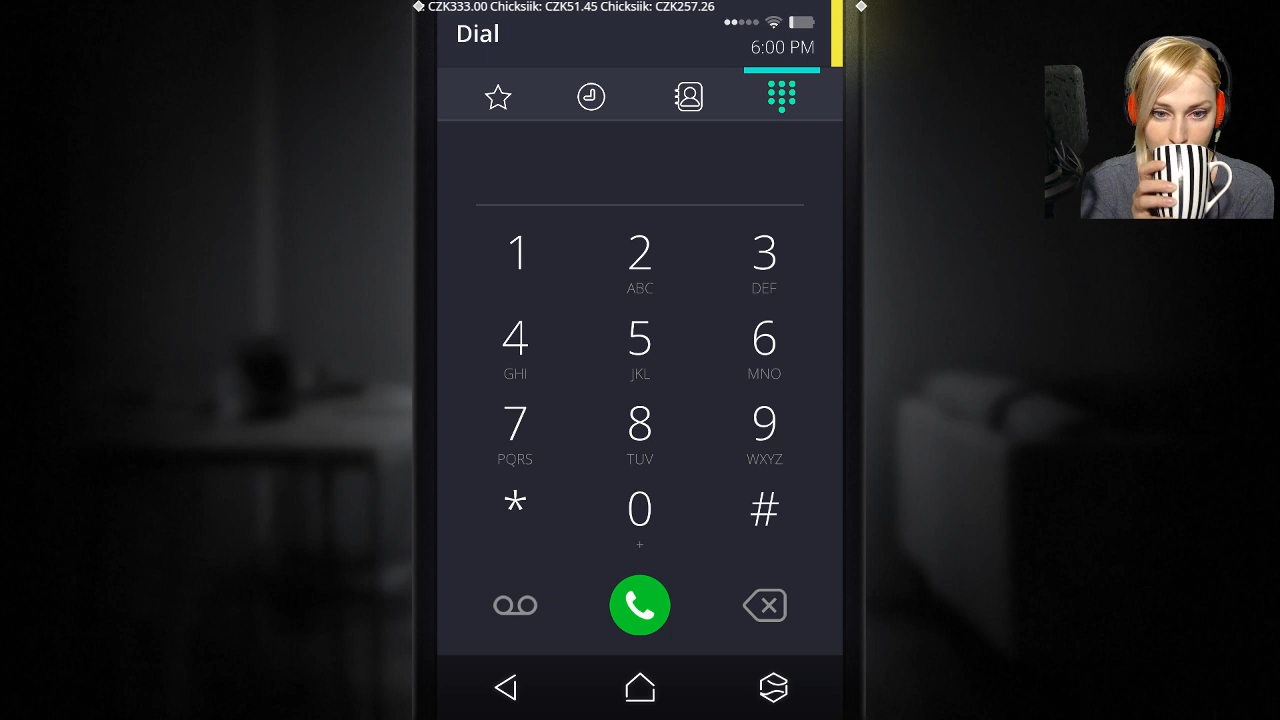 CZK333.00 Chicksiik: CZK51.45 Chicksiik: CZK257.26
Dial
6:00 PM
1 2 3
ABC DEF
4 5 6
GHI JKL MNO
7 8 9
PQRS TUV WXYZ
* 0 #
+